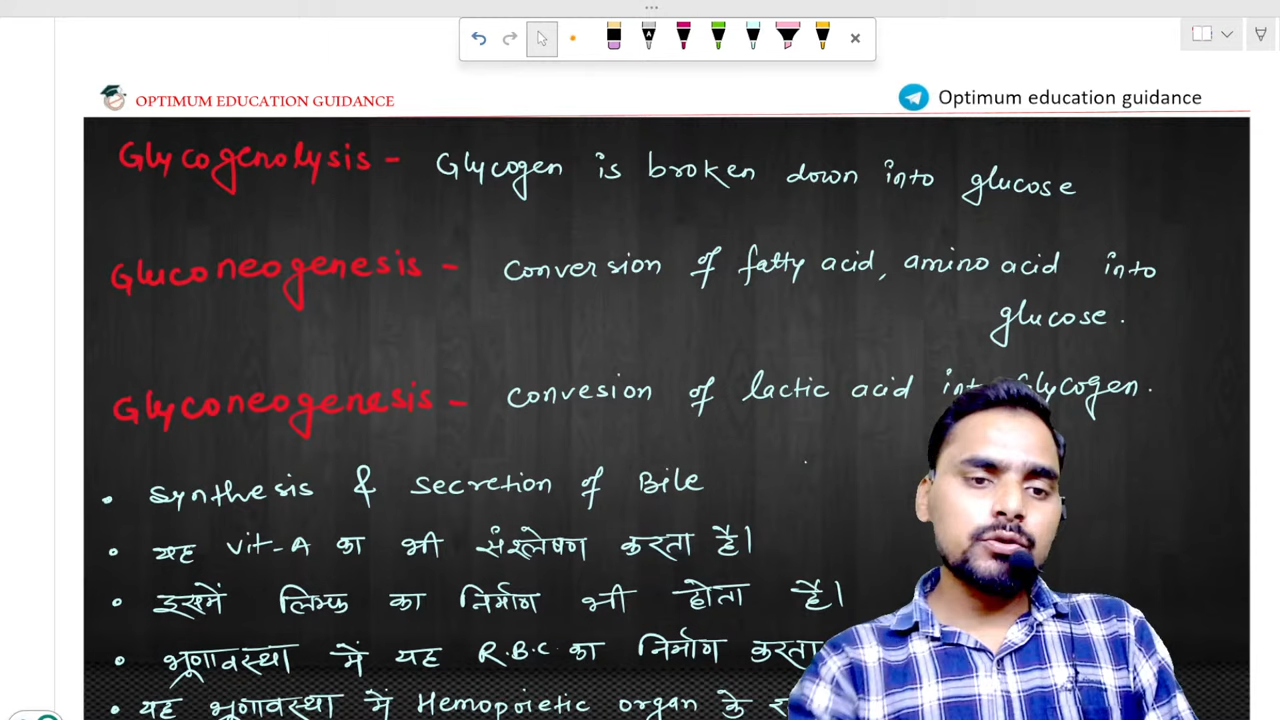 OPTIMUM EDUCATION GUIDANCE
Optimum education guidance
Glycogenolysis - Glycogen is broken down into glucose
Gluconeogenesis - conversion of fatty acid, amino acid into
glucose.
Glyconeogenesis - convesion of lactic acid into Glycogen.
• synthesis & secretion of Bile
• यह vit-A का भी संश्लेषण करता है।
• इसमें लिम्फ का निर्माण भी होता है।
• भ्रूणावस्था में यह R.B.C. का निर्माण करता
• यह भ्रूणावस्था में Hemopoietic organ के